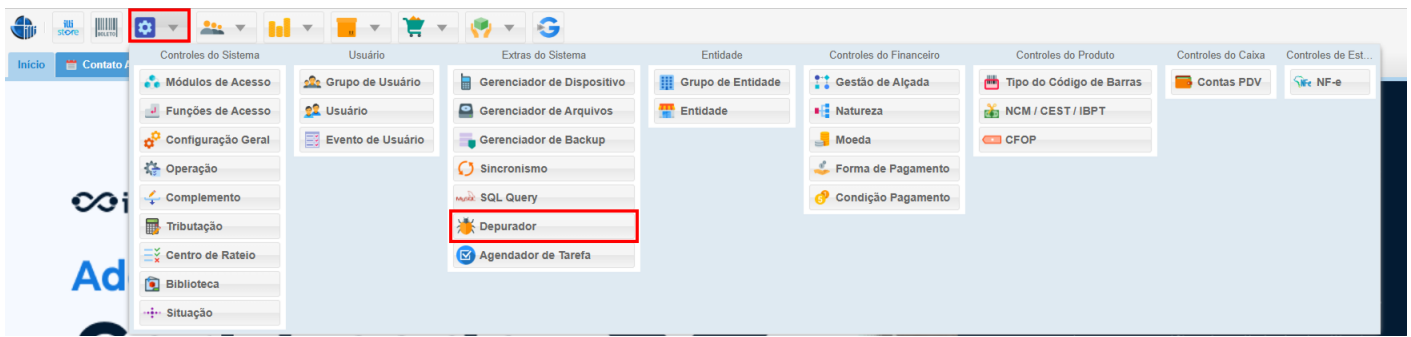 illi
store
BOLETO
illi
Início
Contato A
Controles do Sistema
Módulos de Acesso
Funções de Acesso
Configuração Geral
Operação
Complemento
Tributação
Centro de Rateio
Biblioteca
Situação
Usuário
Grupo de Usuário
Usuário
Evento de Usuário
Extras do Sistema
Gerenciador de Dispositivo
Gerenciador de Arquivos
Gerenciador de Backup
Sincronismo
MySQL SQL Query
Depurador
Agendador de Tarefa
Entidade
Grupo de Entidade
Entidade
Controles do Financeiro
Gestão de Alçada
Natureza
Moeda
Forma de Pagamento
Condição Pagamento
Controles do Produto
Tipo do Código de Barras
NCM / CEST / IBPT
CFOP
Controles do Caixa
Contas PDV
Controles de Est...
NFe NF-e
i
Ad